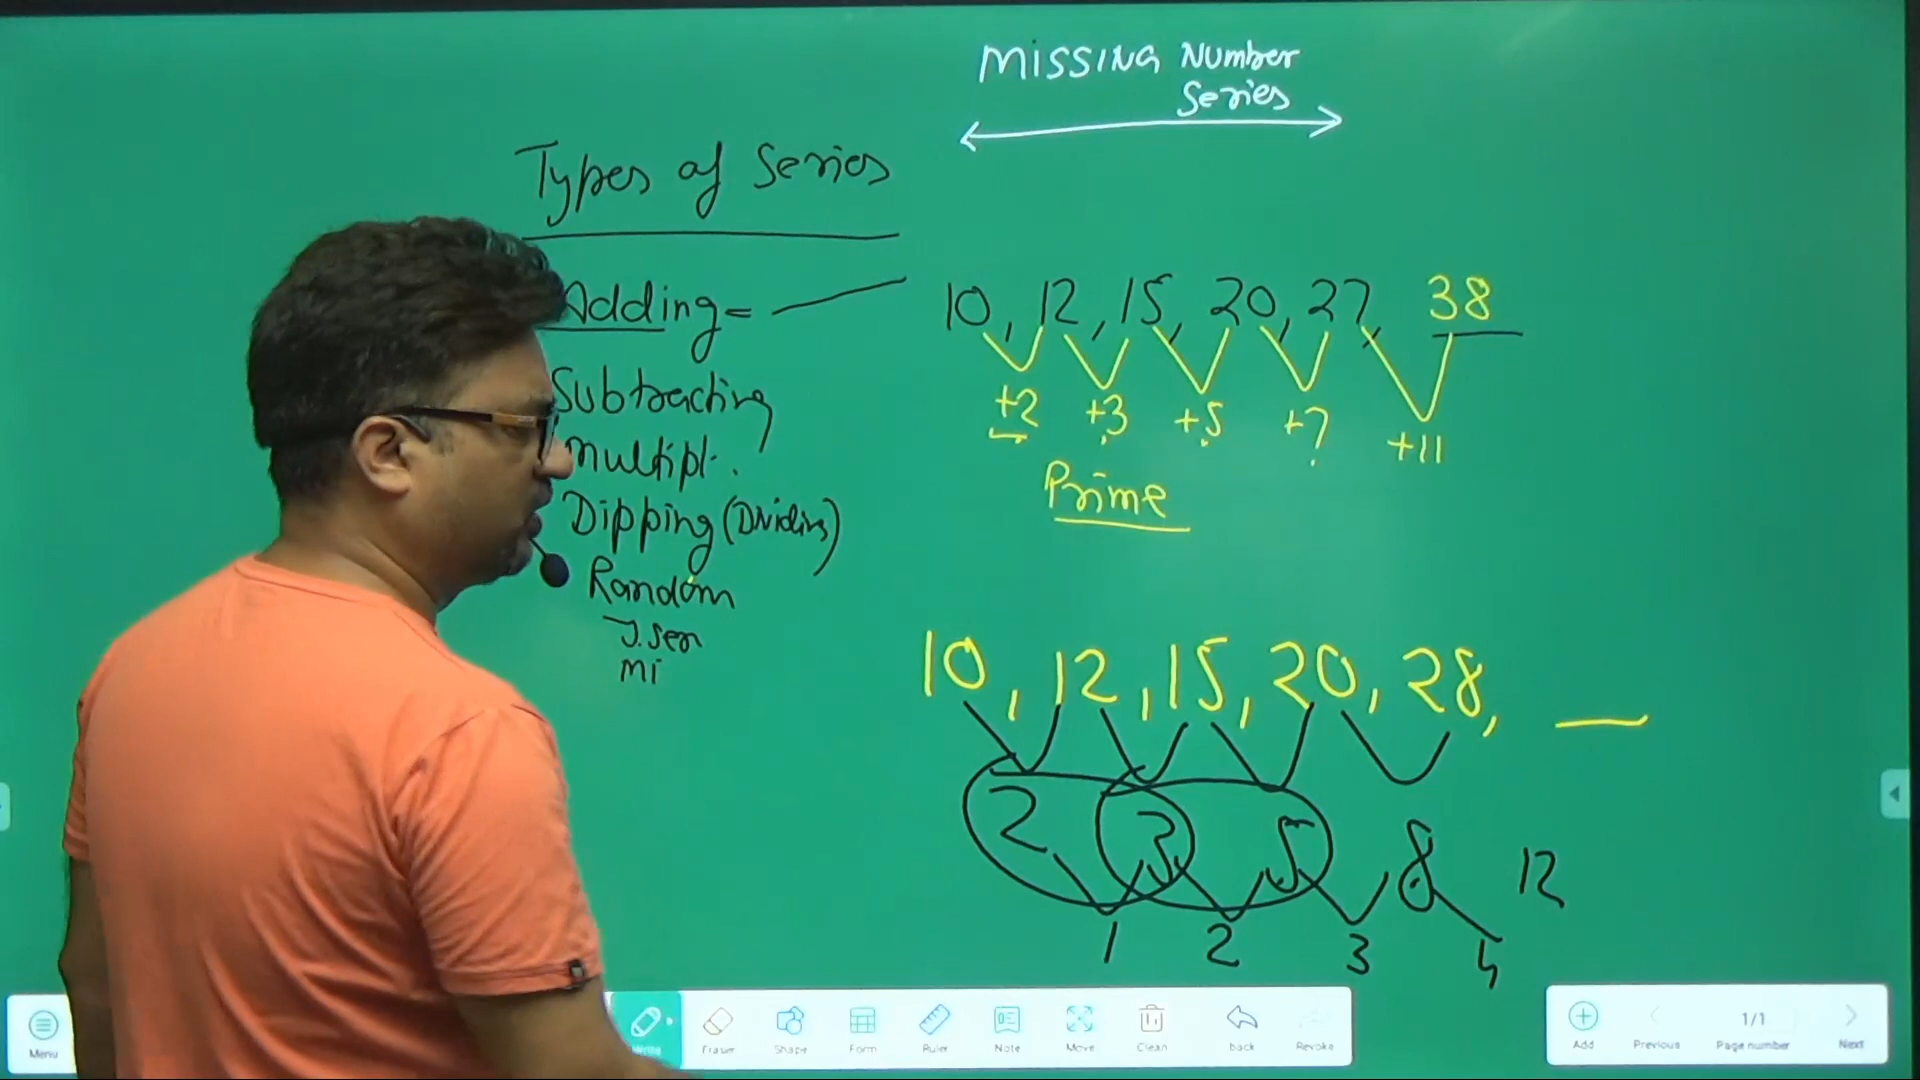 MISSING Number
Series
Types of Series
Adding =
Subtracting
Multipl.
Dipping (Dividing)
Random
Mi
10, 12, 15, 20, 27, 38
+2 +3 +5 +7 +11
Prime
10, 12, 15, 20, 28, __
2 3 5 8 12
1 2 3 4
Menu
Write Eraser Shape Form Ruler Note Move Clean back Revoke
Add Previous 1/1 Page number Next